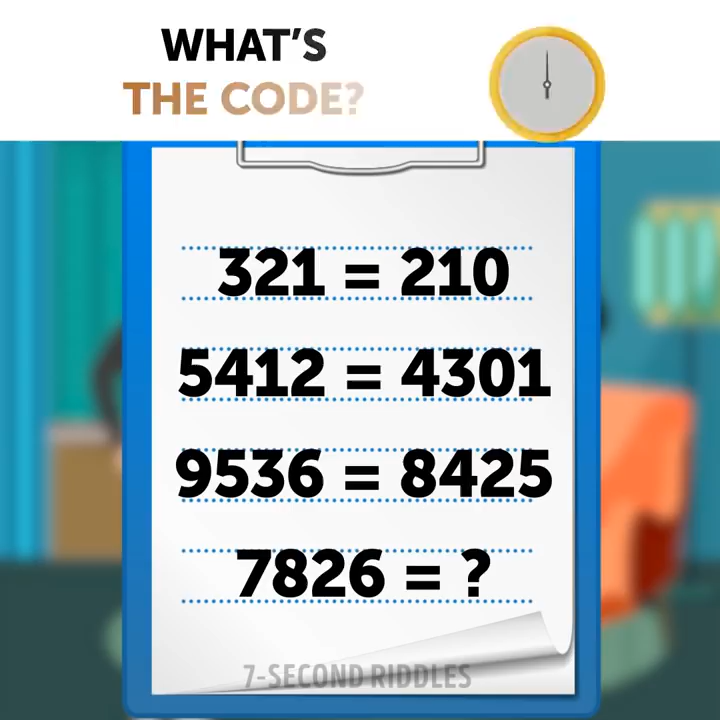 WHAT'S
THE CODE?
321 = 210
5412 = 4301
9536 = 8425
7826 = ?
7-SECOND RIDDLES